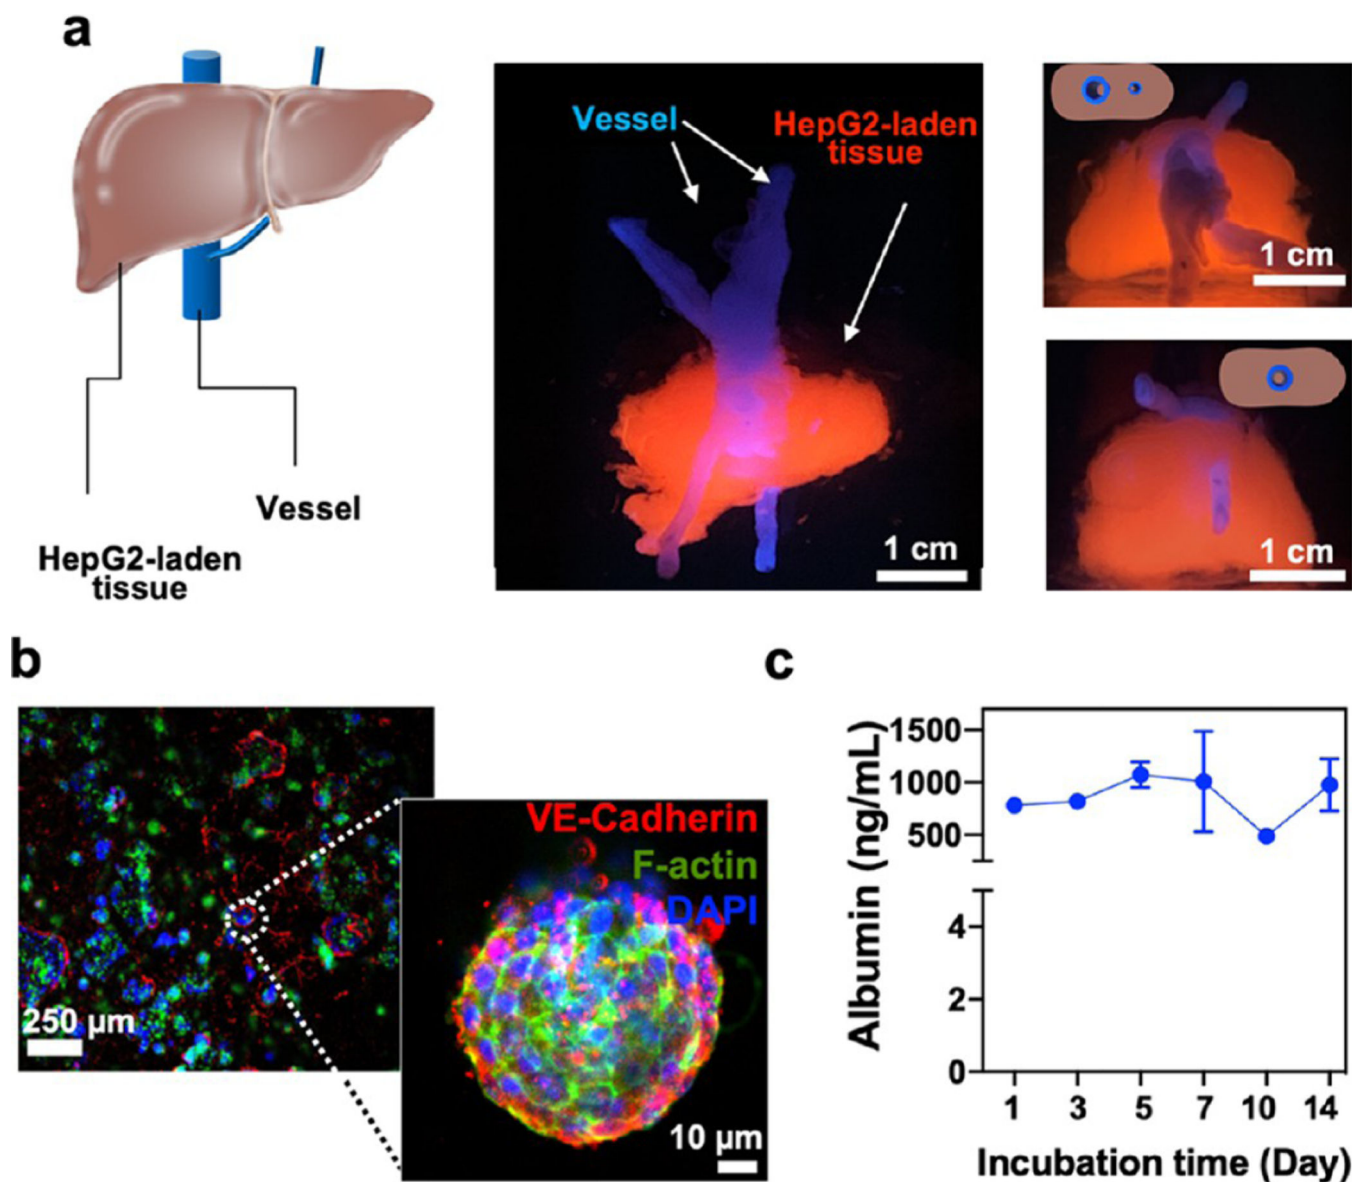 a
Vessel
HepG2-laden
tissue
Vessel
HepG2-laden
tissue
1 cm
1 cm
1 cm
b
VE-Cadherin
F-actin
DAPI
250 µm
10 µm
c
Albumin (ng/mL)
1500
1000
500
4
2
0
1 3 5 7 10 14
Incubation time (Day)